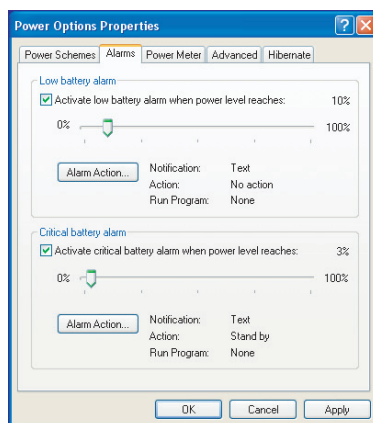 Power Options Properties
Power Schemes Alarms Power Meter Advanced Hibernate
Low battery alarm
Activate low battery alarm when power level reaches: 10%
0% 100%
Alarm Action... Notification: Text
Action: No action
Run Program: None
Critical battery alarm
Activate critical battery alarm when power level reaches: 3%
0% 100%
Alarm Action... Notification: Text
Action: Stand by
Run Program: None
OK Cancel Apply